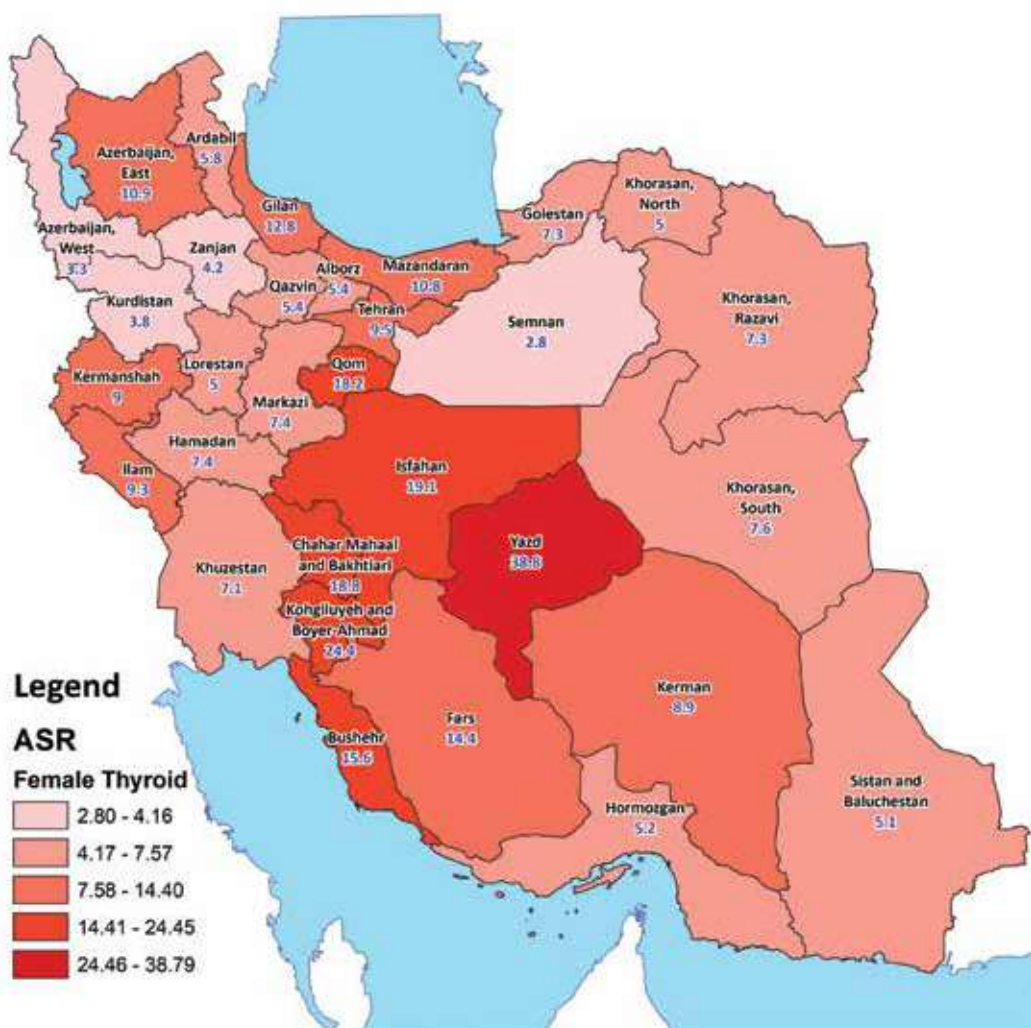 Ardabil
5.8
Azerbaijan,
East
10.9
Gilan
12.8
Azerbaijan,
West
3.3
Zanjan
4.2
Golestan
7.3
Khorasan,
North
5
Alborz
5.4
Mazandaran
10.8
Qazvin
5.4
Tehran
9.5
Kurdistan
3.8
Semnan
2.8
Khorasan,
Razavi
7.3
Lorestan
5
Qom
18.2
Kermanshah
9
Markazi
7.4
Hamadan
7.4
Isfahan
19.1
Ilam
9.3
Khorasan,
South
7.6
Chahar Mahaal
and Bakhtiari
18.8
Yazd
38.8
Khuzestan
7.1
Kohgiluyeh and
Boyer-Ahmad
24.4
Kerman
8.9
Fars
14.4
Bushehr
15.6
Sistan and
Baluchestan
5.1
Hormozgan
5.2
Legend
ASR
Female Thyroid
2.80 - 4.16
4.17 - 7.57
7.58 - 14.40
14.41 - 24.45
24.46 - 38.79